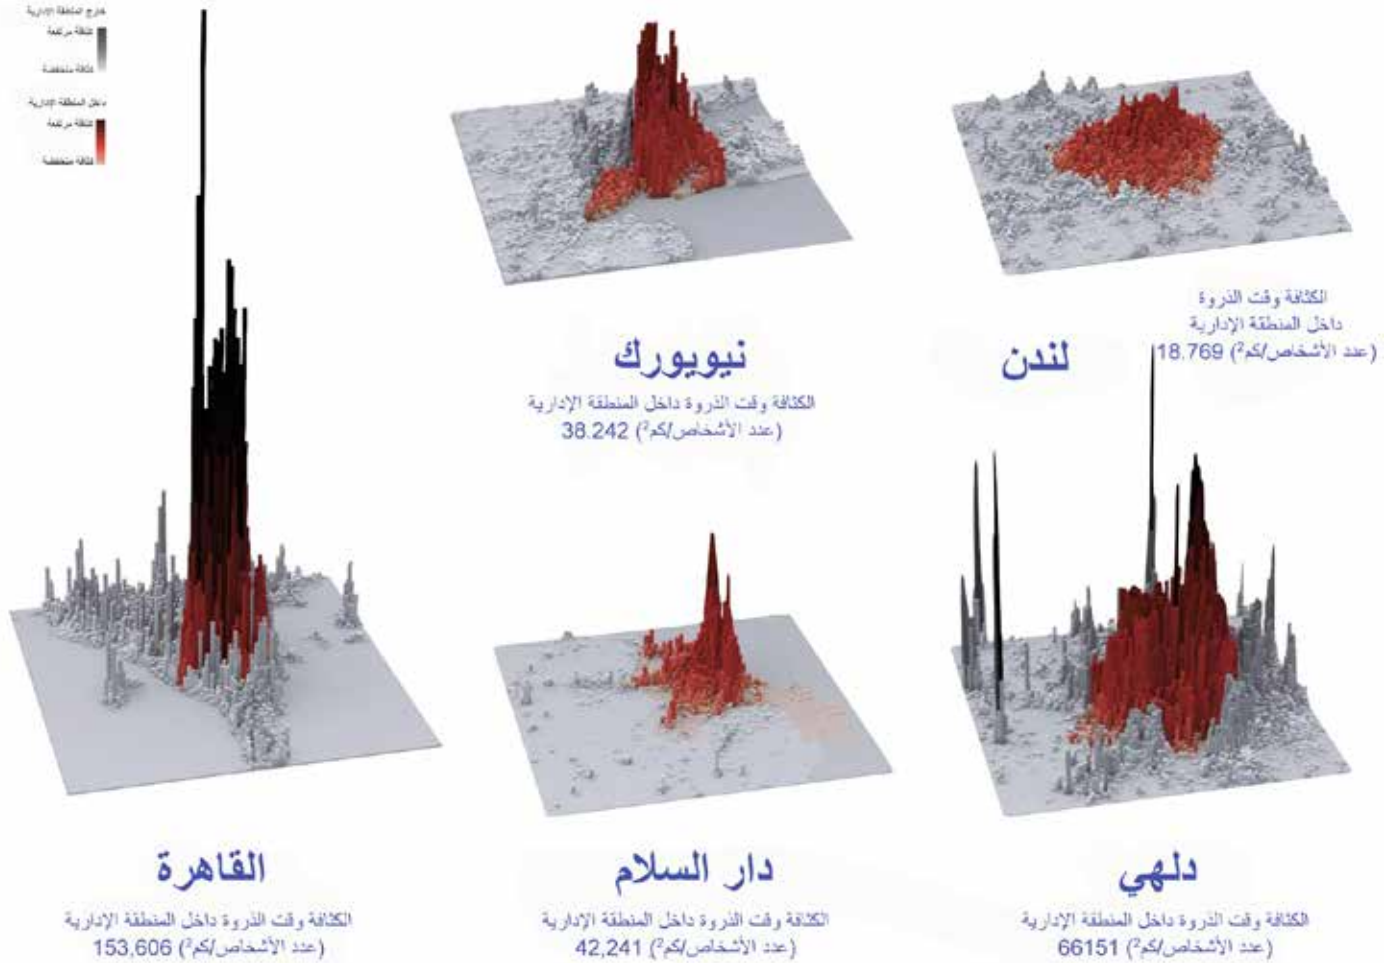 خارج المنطقة الإدارية
كثافة مرتفعة
كثافة منخفضة
داخل المنطقة الإدارية
كثافة مرتفعة
كثافة منخفضة
نيويورك
الكثافة وقت الذروة داخل المنطقة الإدارية
(عدد الأشخاص/كم²) 38.242
لندن
الكثافة وقت الذروة
داخل المنطقة الإدارية
(عدد الأشخاص/كم²) 18.769
القاهرة
الكثافة وقت الذروة داخل المنطقة الإدارية
(عدد الأشخاص/كم²) 153,606
دار السلام
الكثافة وقت الذروة داخل المنطقة الإدارية
(عدد الأشخاص/كم²) 42,241
دلهي
الكثافة وقت الذروة داخل المنطقة الإدارية
(عدد الأشخاص/كم²) 66151